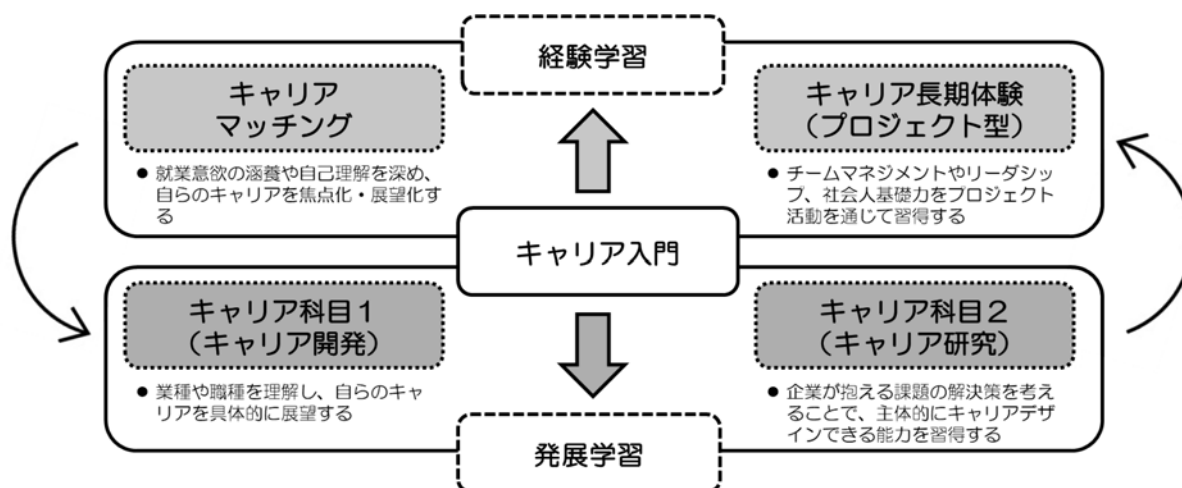 経験学習
キャリア
マッチング
● 就業意欲の涵養や自己理解を深め、
自らのキャリアを焦点化・展望化す
る
キャリア長期体験
（プロジェクト型）
● チームマネジメントやリーダシッ
プ、社会人基礎力をプロジェクト
活動を通じて習得する
キャリア入門
キャリア科目１
（キャリア開発）
● 業種や職種を理解し、自らのキャ
リアを具体的に展望する
キャリア科目２
（キャリア研究）
● 企業が抱える課題の解決策を考え
ることで、主体的にキャリアデザ
インできる能力を習得する
発展学習